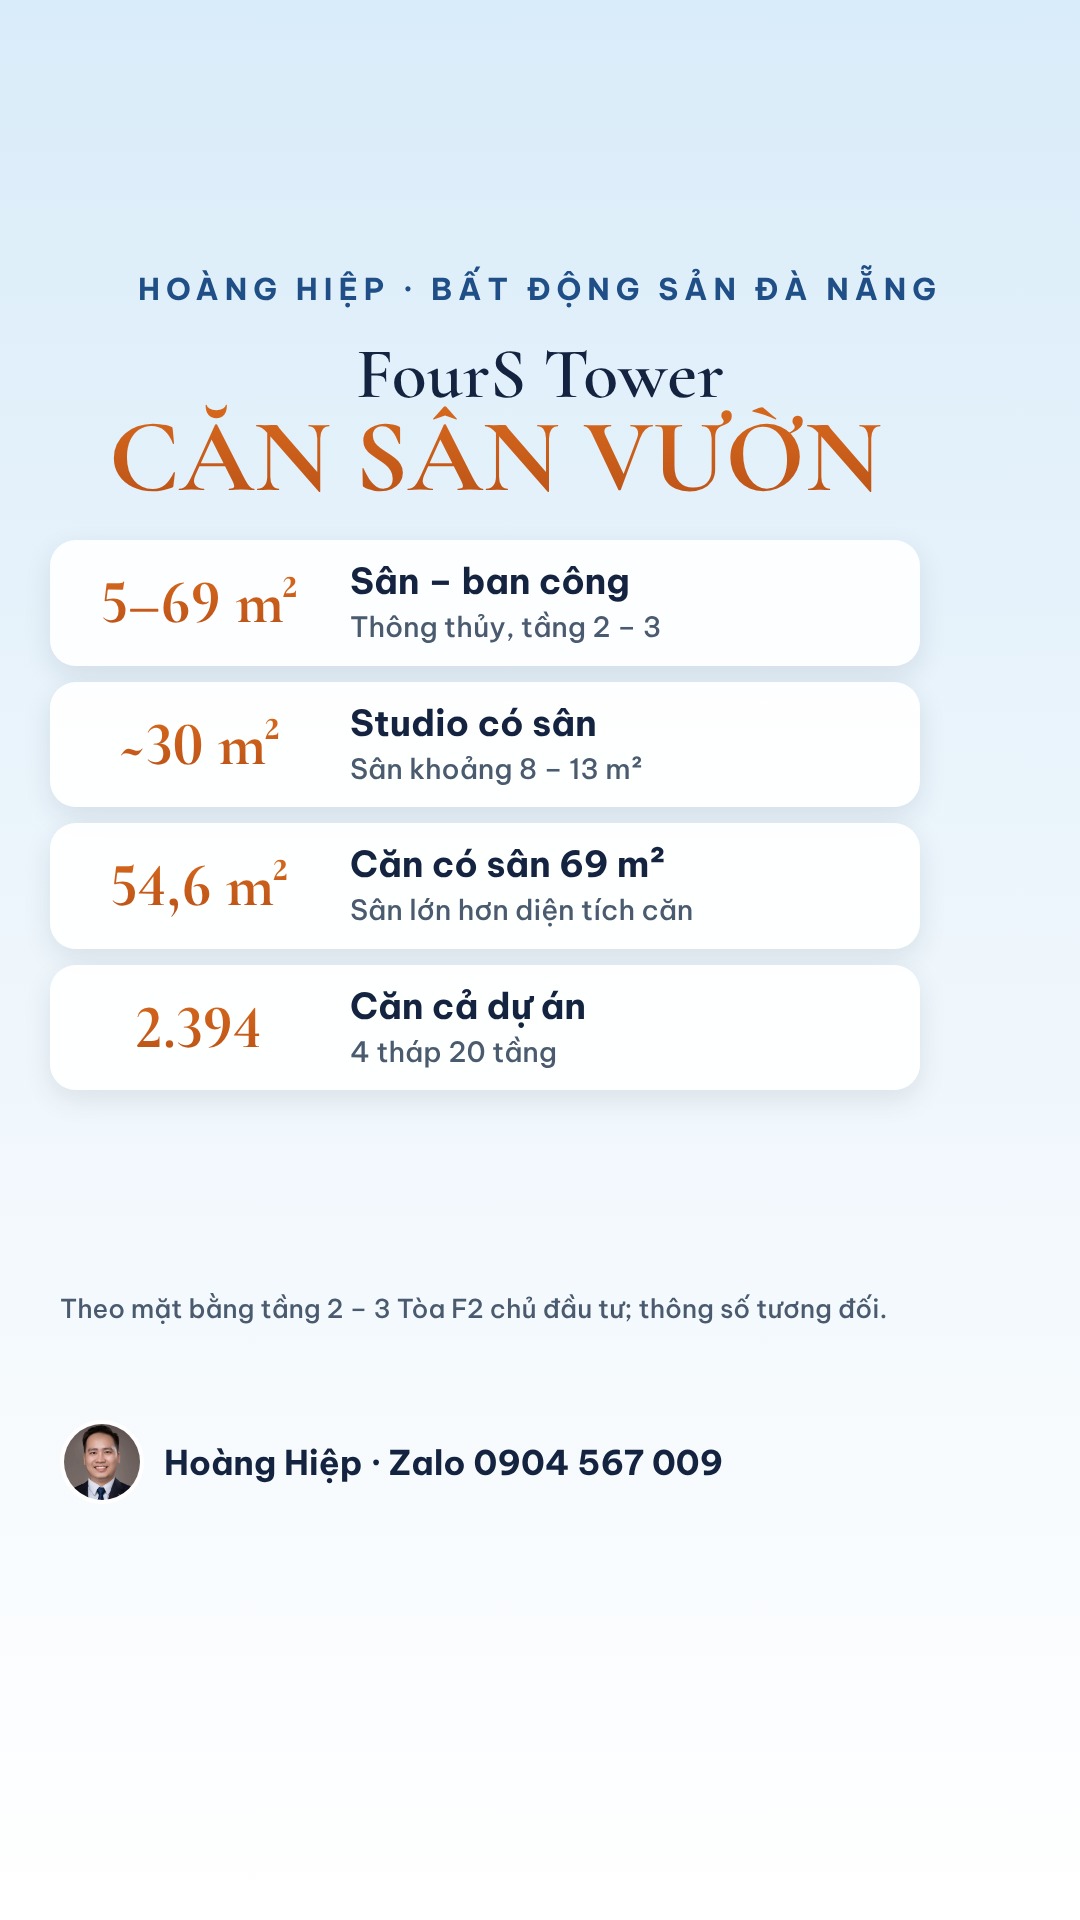 HOÀNG HIỆP · BẤT ĐỘNG SẢN ĐÀ NẴNG
FourS Tower
CĂN SÂN VƯỜN
5–69 m²
Sân – ban công
Thông thủy, tầng 2 – 3
~30 m²
Studio có sân
Sân khoảng 8 – 13 m²
54,6 m²
Căn có sân 69 m²
Sân lớn hơn diện tích căn
2.394
Căn cả dự án
4 tháp 20 tầng
Theo mặt bằng tầng 2 – 3 Tòa F2 chủ đầu tư; thông số tương đối.
Hoàng Hiệp · Zalo 0904 567 009